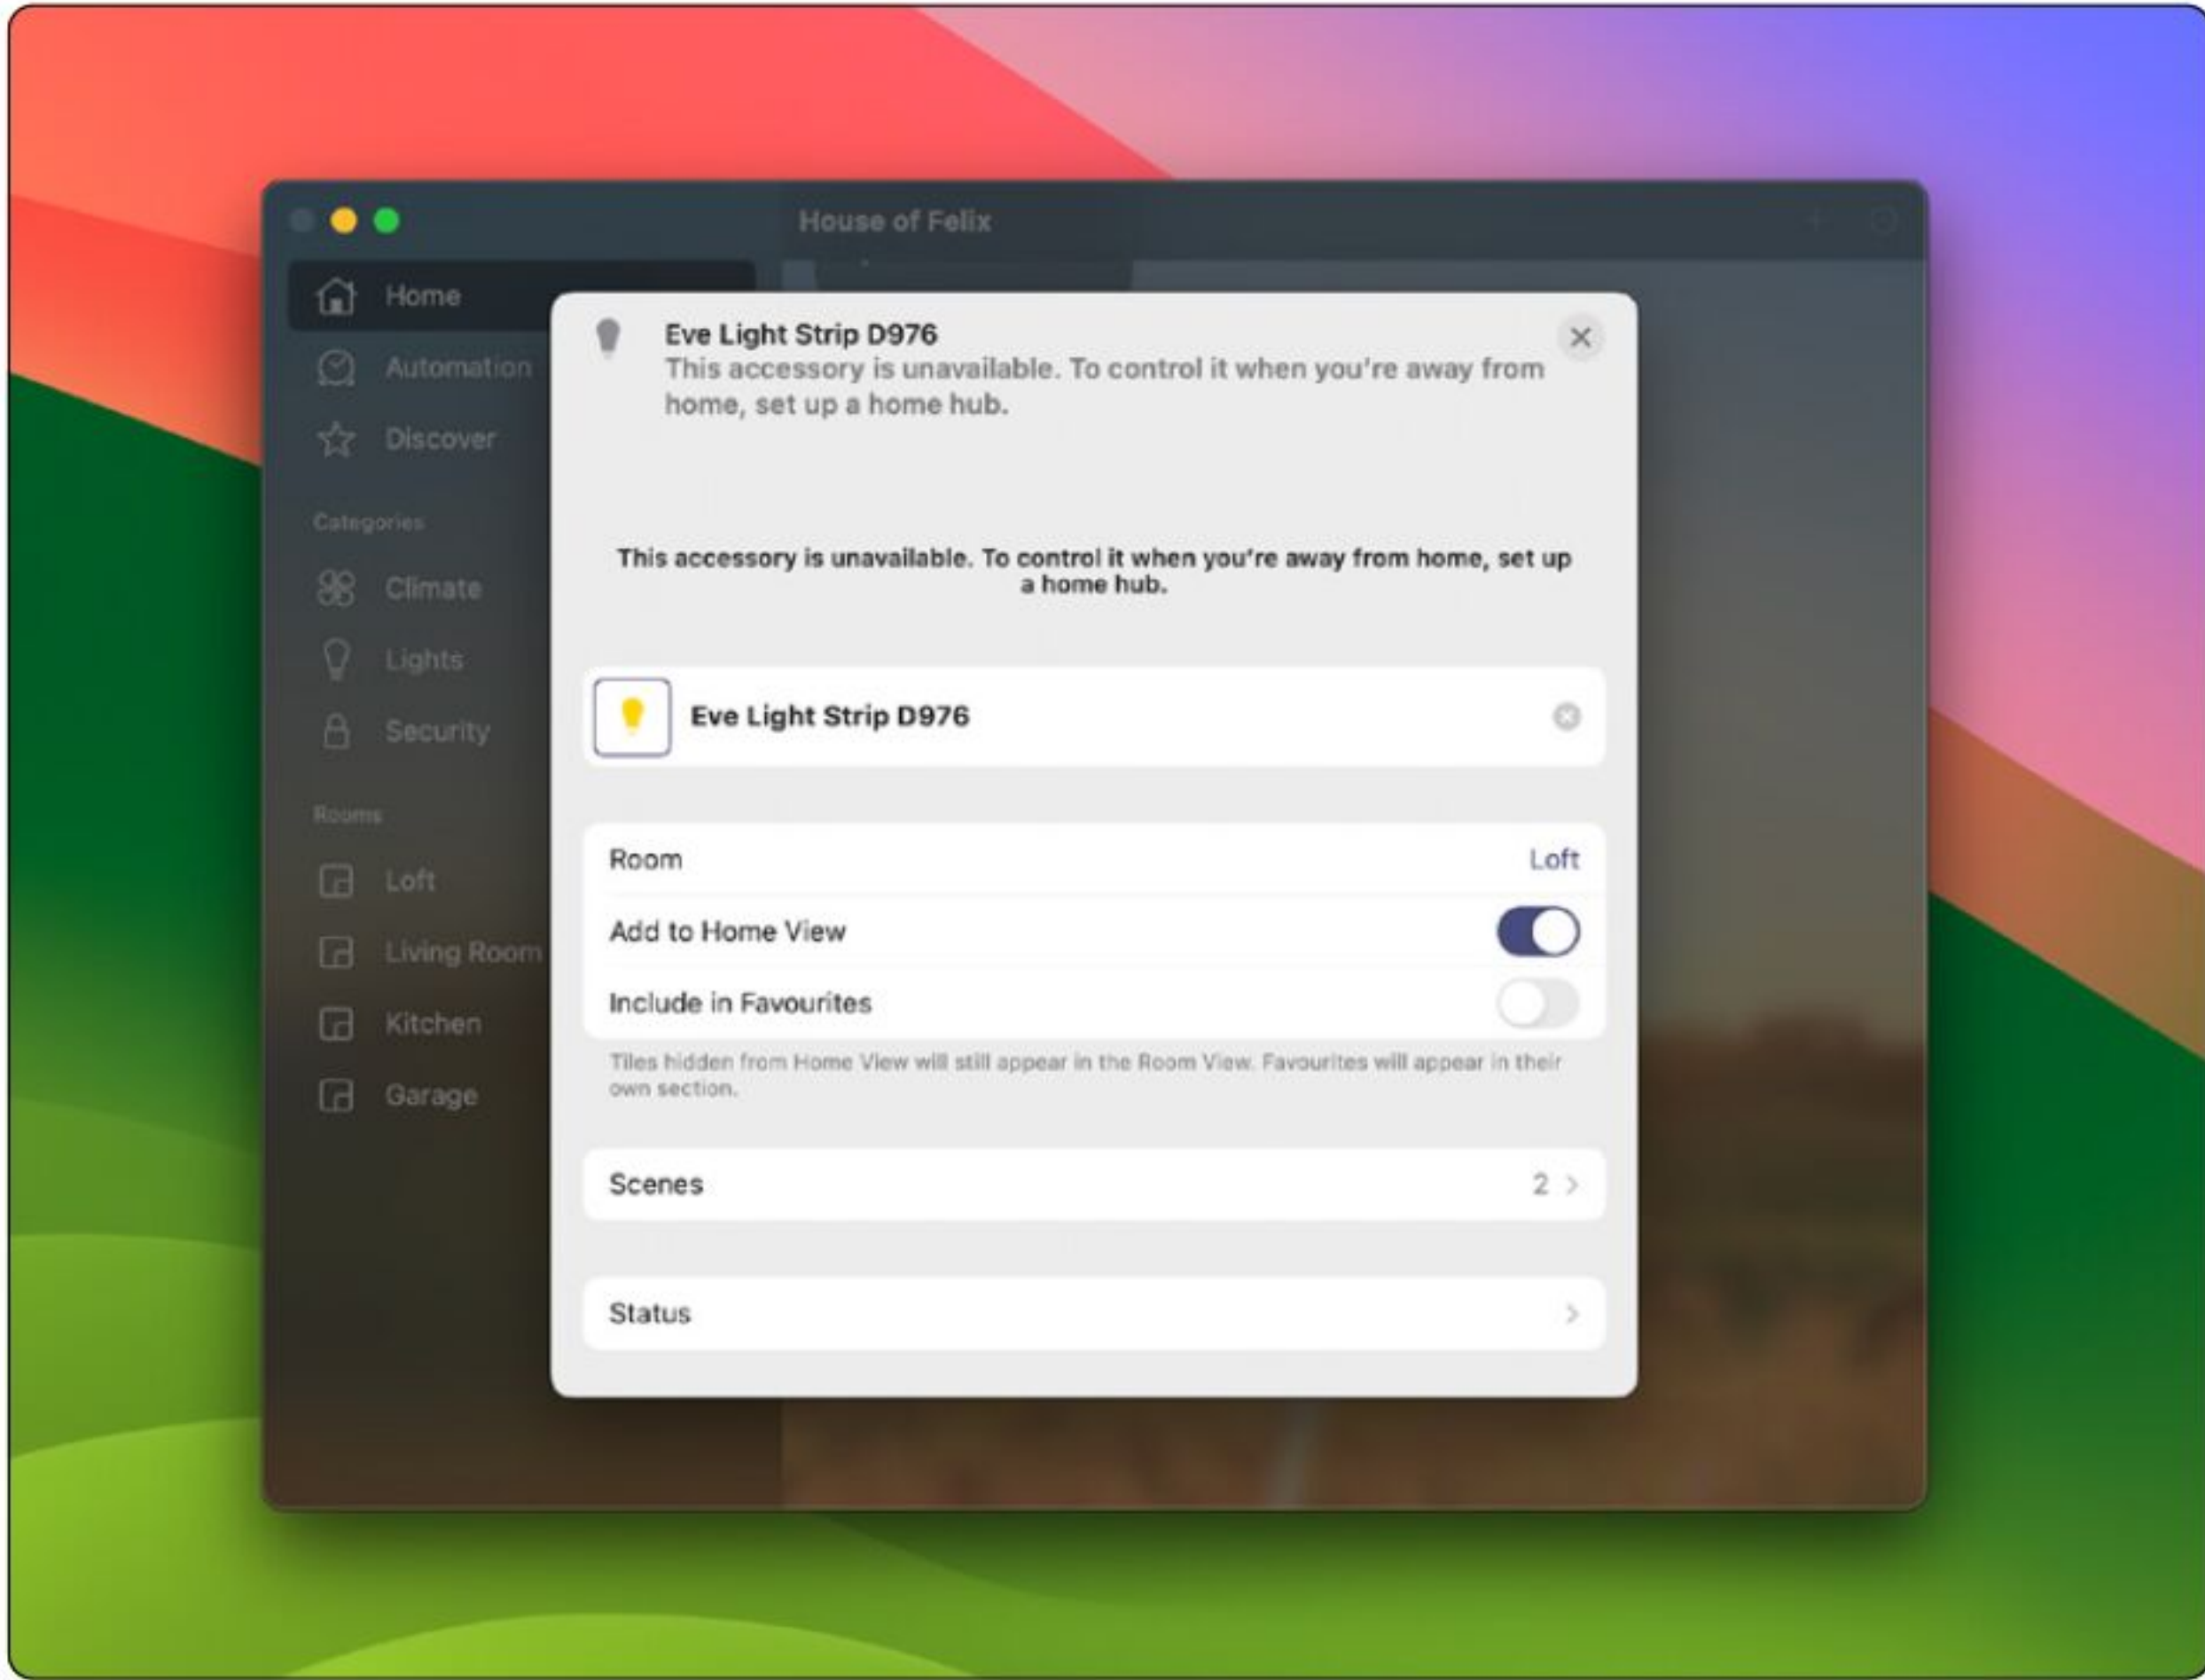 House of Felix
Home
Automation
Discover
Categories
Climate
Lights
Security
Rooms
Loft
Living Room
Kitchen
Garage
Eve Light Strip D976
This accessory is unavailable. To control it when you're away from
home, set up a home hub.
This accessory is unavailable. To control it when you're away from home, set up
a home hub.
Eve Light Strip D976
Room Loft
Add to Home View
Include in Favourites
Tiles hidden from Home View will still appear in the Room View. Favourites will appear in their
own section.
Scenes 2
Status